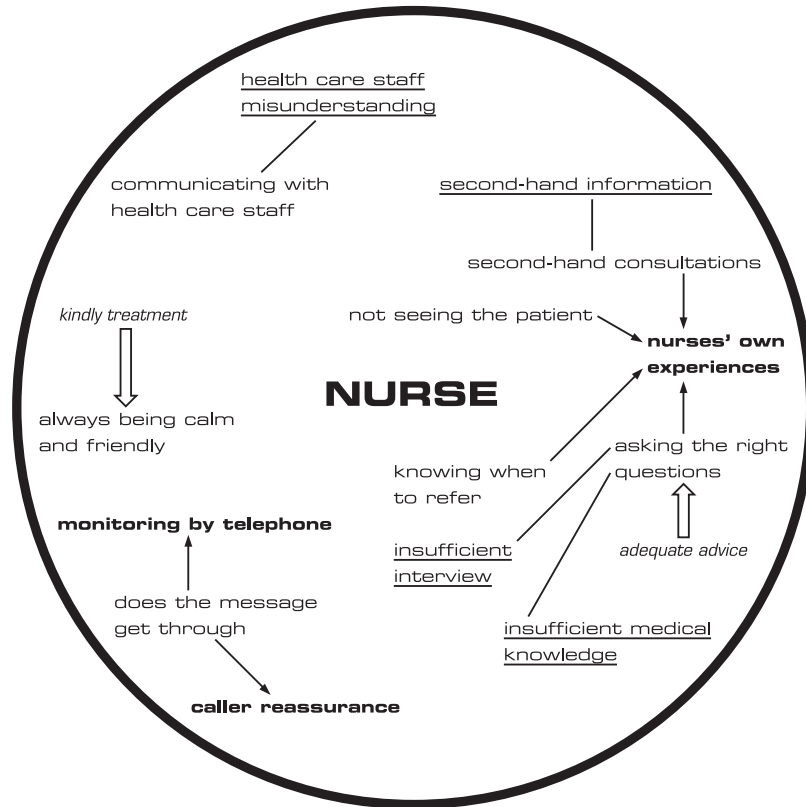 health care staff
misunderstanding
communicating with
health care staff
second-hand information
second-hand consultations
kindly treatment
not seeing the patient
nurses’ own
experiences
NURSE
always being calm
and friendly
asking the right
questions
knowing when
to refer
monitoring by telephone
insufficient
interview
adequate advice
does the message
get through
insufficient medical
knowledge
caller reassurance